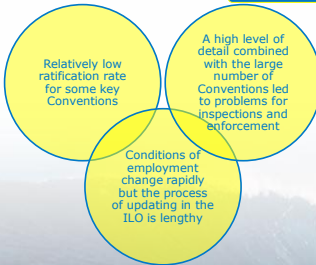 Relatively low
ratification rate
for some key
Conventions
A high level of
detail combined
with the large
number of
Conventions led
to problems for
inspections and
enforcement
Conditions of
employment
change rapidly
but the process
of updating in the
ILO is lengthy